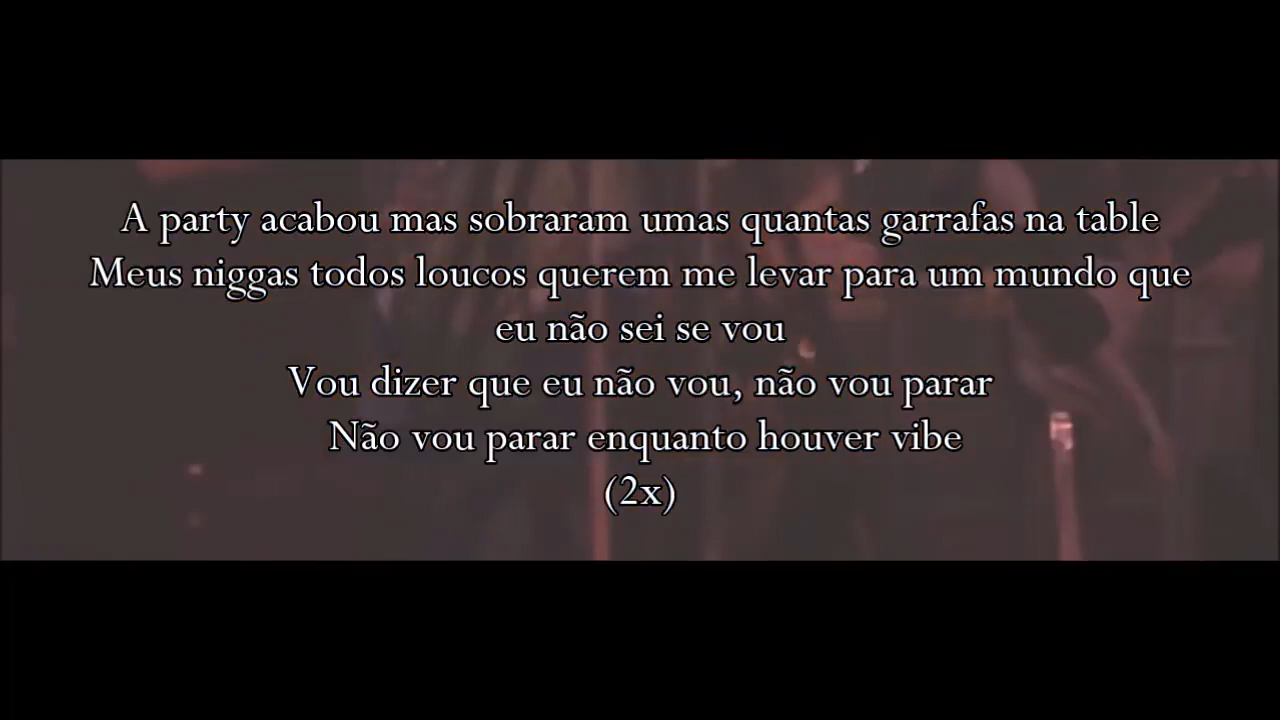 A party acabou mas sobraram umas quantas garrafas na table
Meus niggas todos loucos querem me levar para um mundo que
eu não sei se vou
Vou dizer que eu não vou, não vou parar
Não vou parar enquanto houver vibe
(2x)